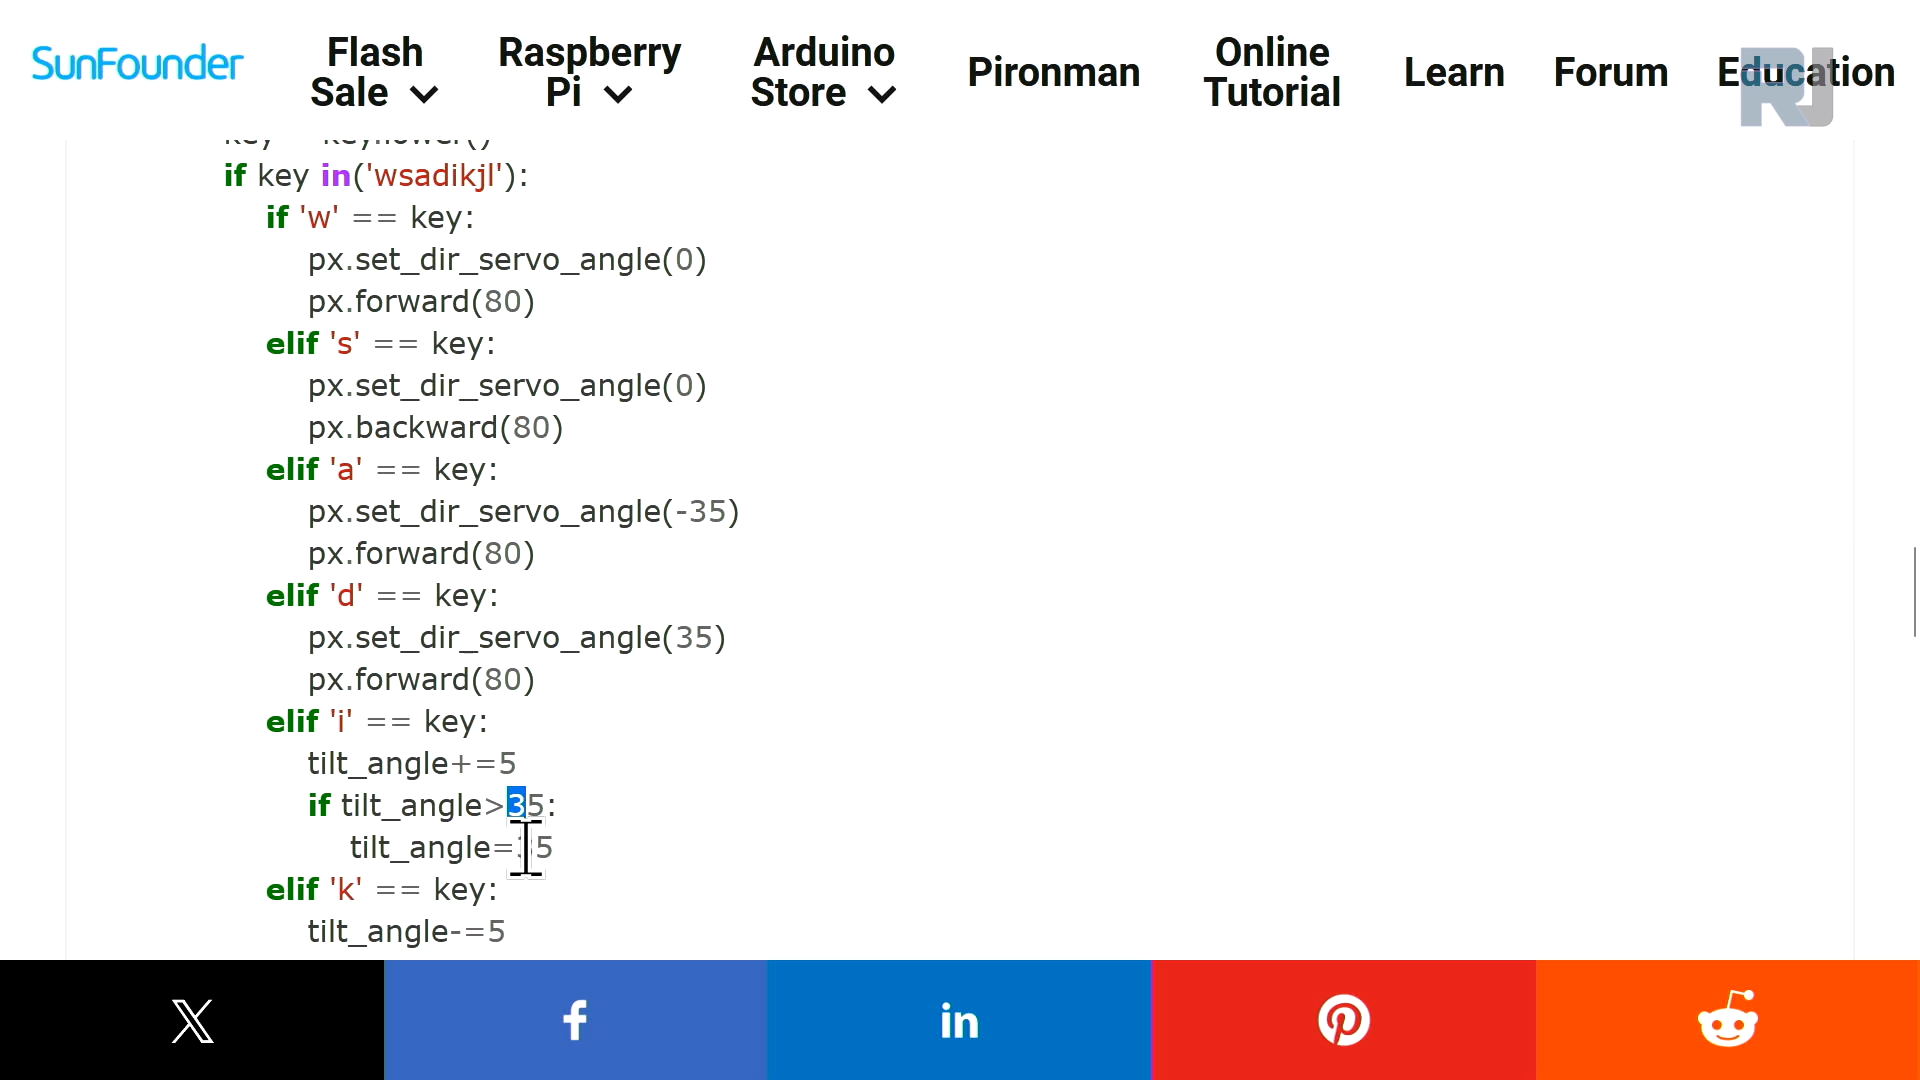 SunFounder
Flash Sale
Raspberry Pi
Arduino Store
Pironman
Online Tutorial
Learn
Forum
Education
RJ
if key in('wsadikjl'):
if 'w' == key:
px.set_dir_servo_angle(0)
px.forward(80)
elif 's' == key:
px.set_dir_servo_angle(0)
px.backward(80)
elif 'a' == key:
px.set_dir_servo_angle(-35)
px.forward(80)
elif 'd' == key:
px.set_dir_servo_angle(35)
px.forward(80)
elif 'i' == key:
tilt_angle+=5
if tilt_angle>35:
tilt_angle=35
elif 'k' == key:
tilt_angle-=5